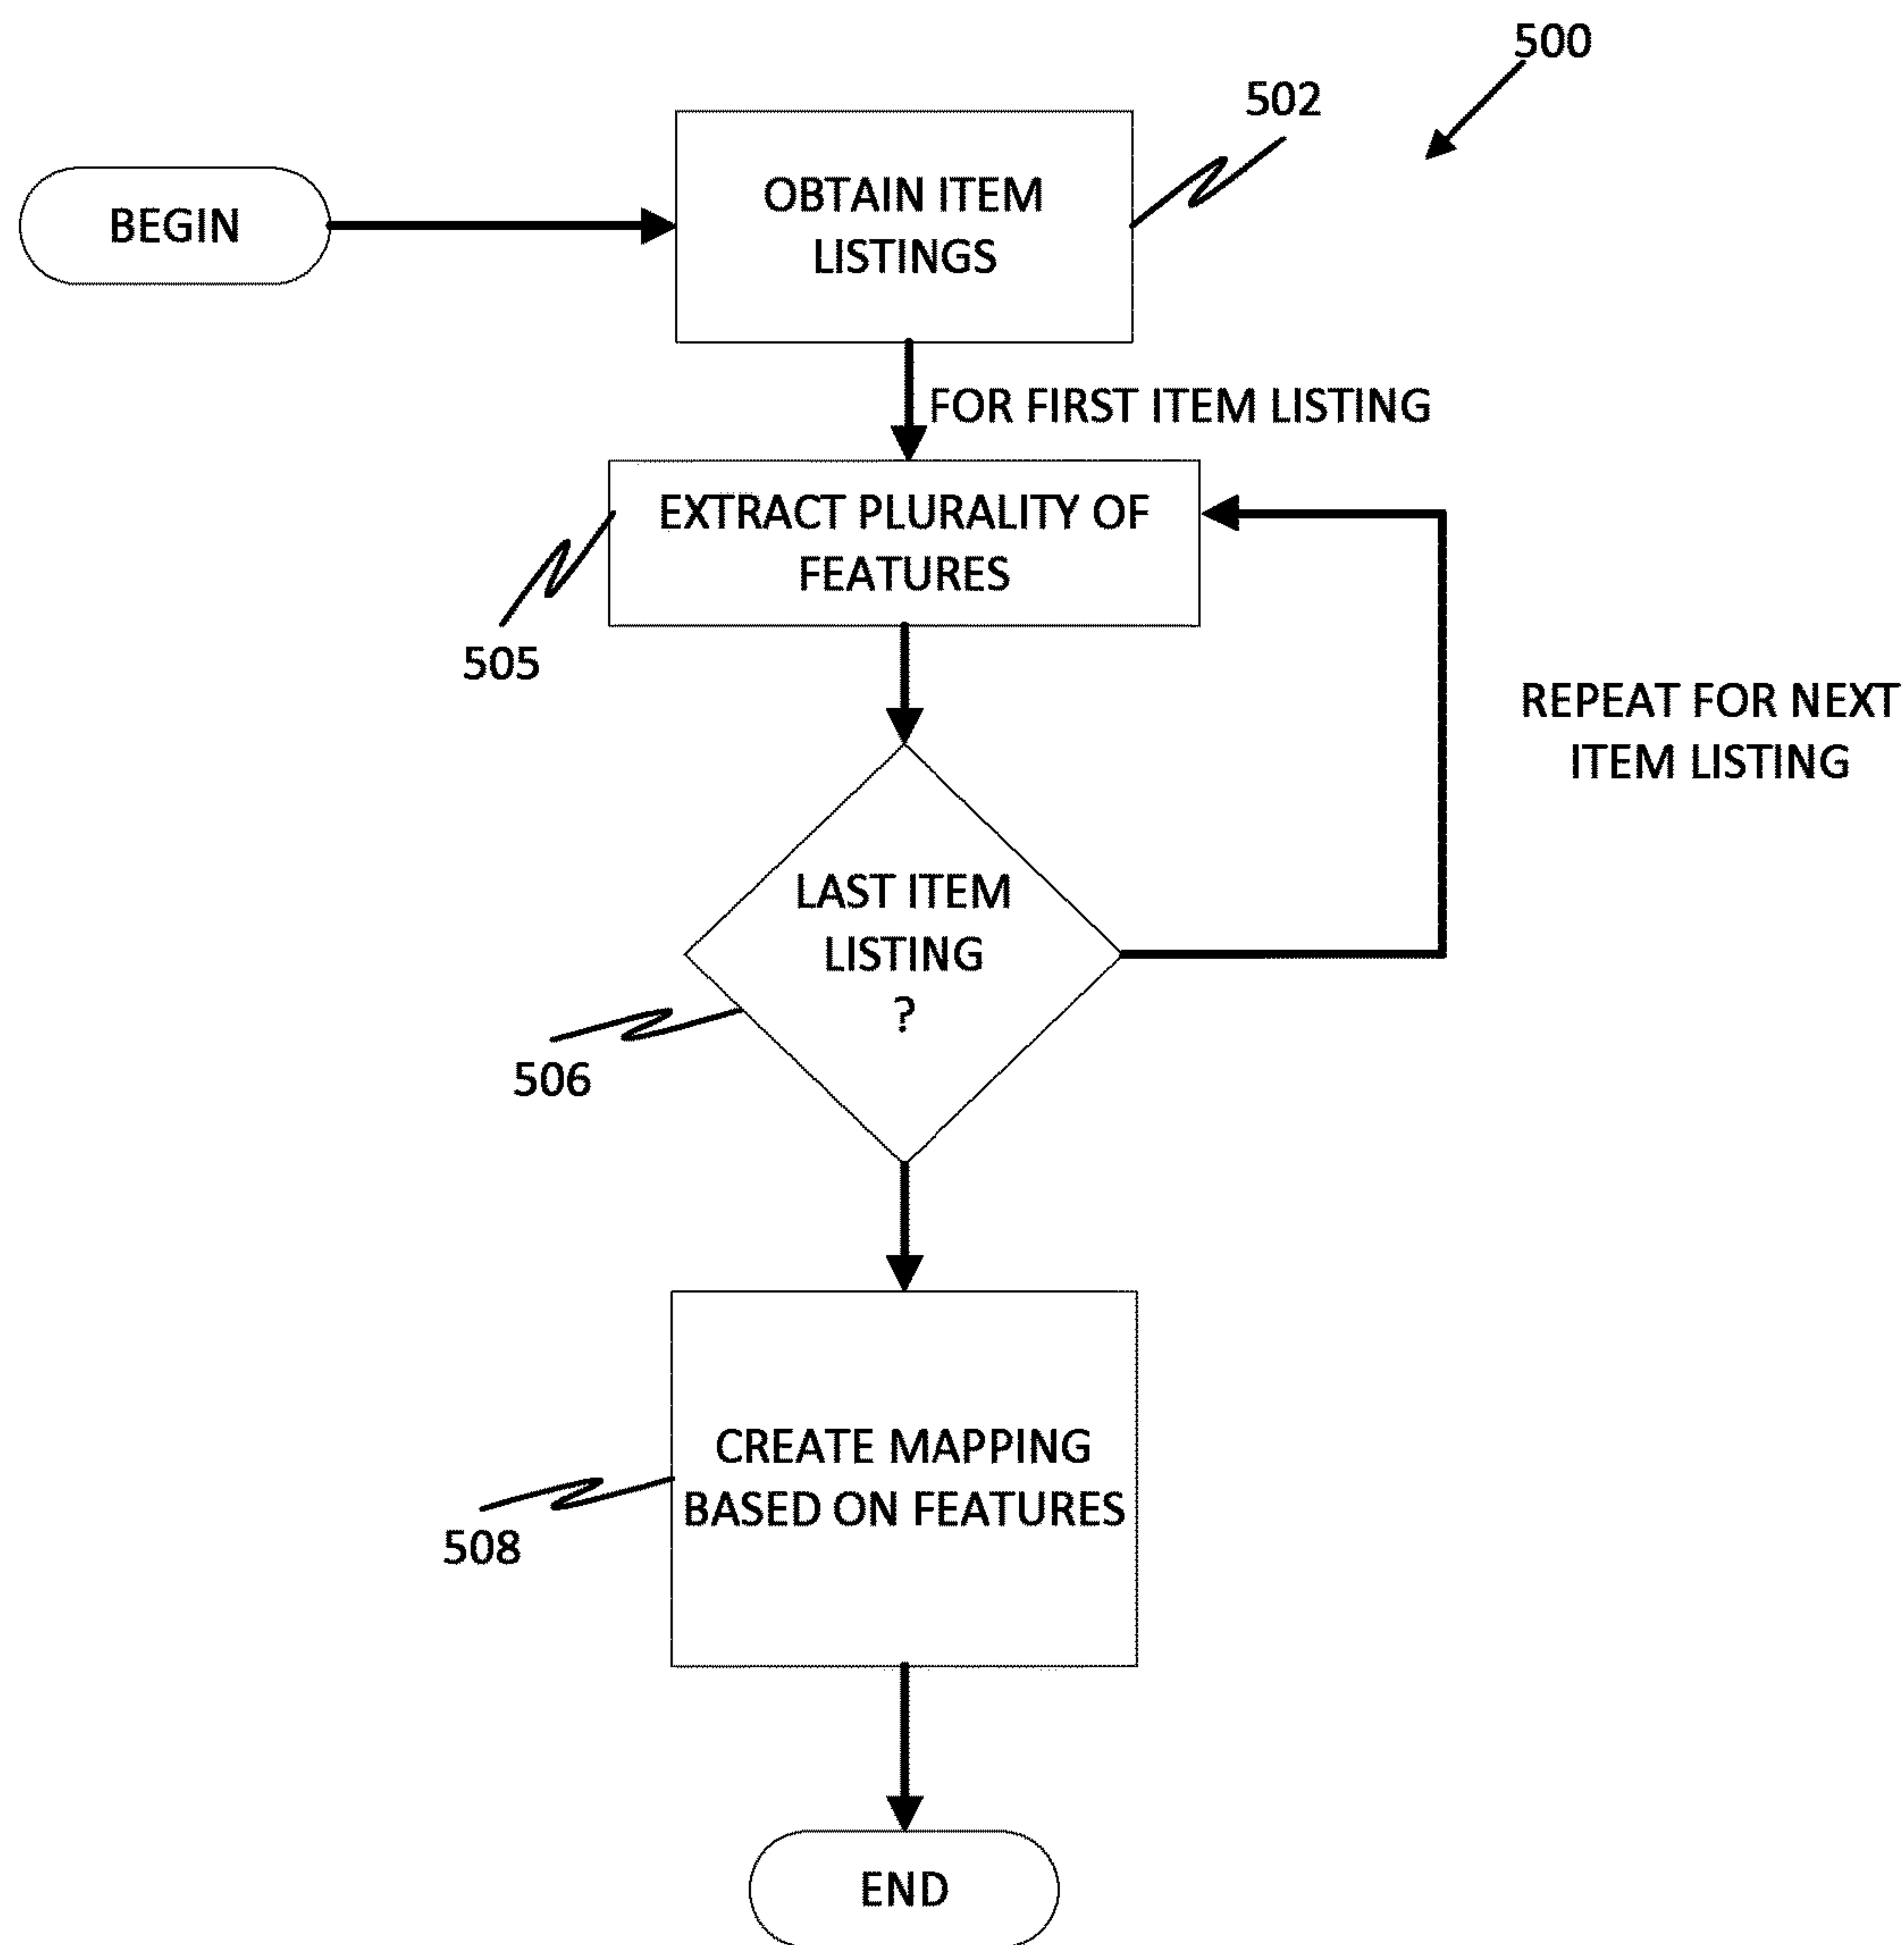 500
502
BEGIN
OBTAIN ITEM
LISTINGS
FOR FIRST ITEM LISTING
EXTRACT PLURALITY OF
FEATURES
505
REPEAT FOR NEXT
ITEM LISTING
LAST ITEM
LISTING
?
506
CREATE MAPPING
BASED ON FEATURES
508
END